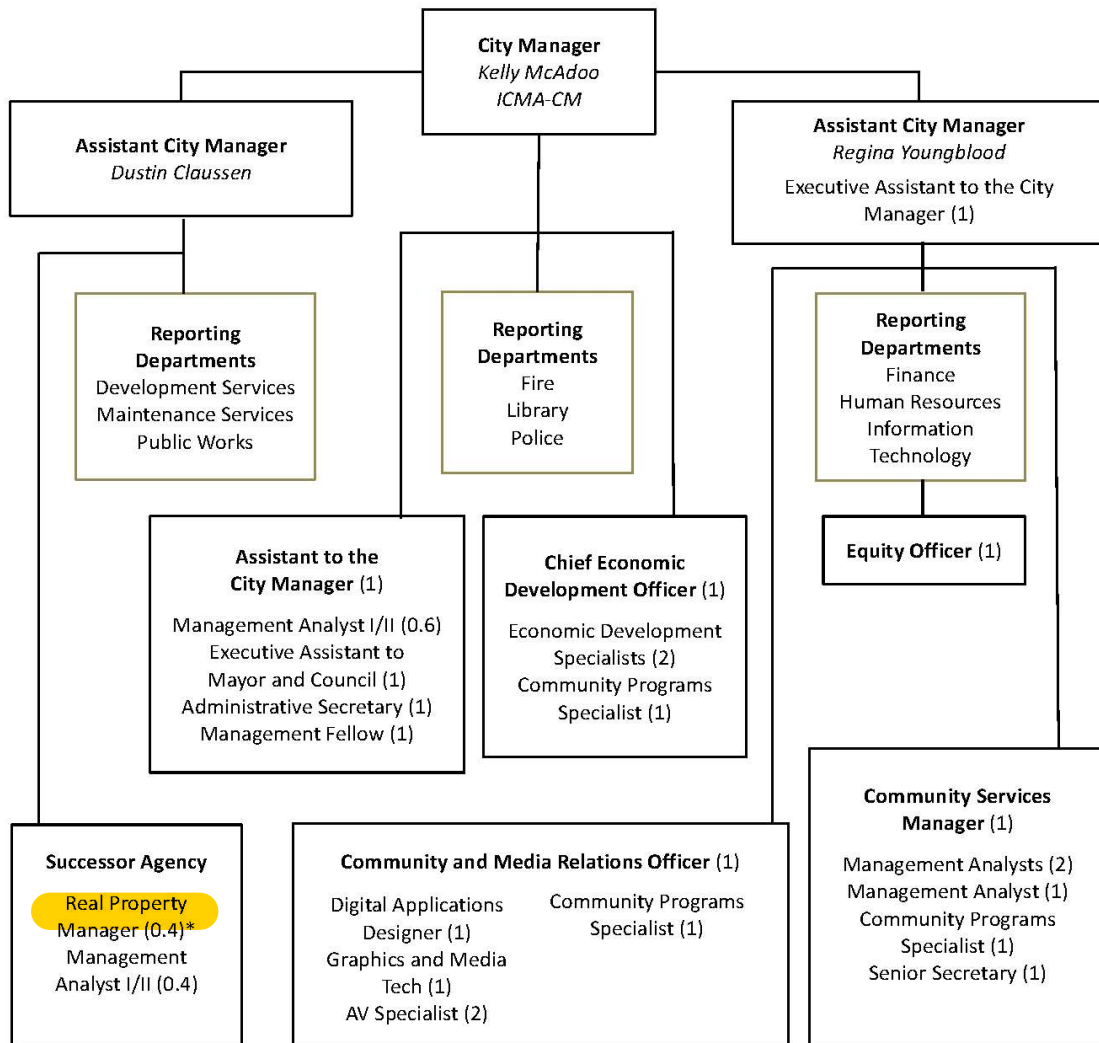 City Manager
Kelly McAdoo
ICMA-CM
Assistant City Manager
Dustin Claussen
Assistant City Manager
Regina Youngblood
Executive Assistant to the City
Manager (1)
Reporting
Departments
Development Services
Maintenance Services
Public Works
Reporting
Departments
Fire
Library
Police
Reporting
Departments
Finance
Human Resources
Information
Technology
Assistant to the
City Manager (1)
Management Analyst I/II (0.6)
Executive Assistant to
Mayor and Council (1)
Administrative Secretary (1)
Management Fellow (1)
Chief Economic
Development Officer (1)
Economic Development
Specialists (2)
Community Programs
Specialist (1)
Equity Officer (1)
Successor Agency
Real Property
Manager (0.4)*
Management
Analyst I/II (0.4)
Community and Media Relations Officer (1)
Digital Applications
Designer (1)
Graphics and Media
Tech (1)
AV Specialist (2)
Community Programs
Specialist (1)
Community Services
Manager (1)
Management Analysts (2)
Management Analyst (1)
Community Programs
Specialist (1)
Senior Secretary (1)